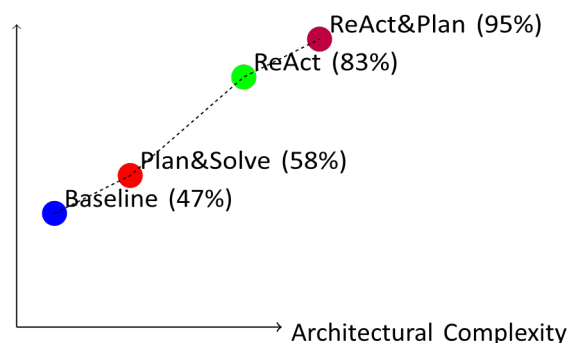 ReAct&Plan (95%)
ReAct (83%)
Plan&Solve (58%)
Baseline (47%)
Architectural Complexity